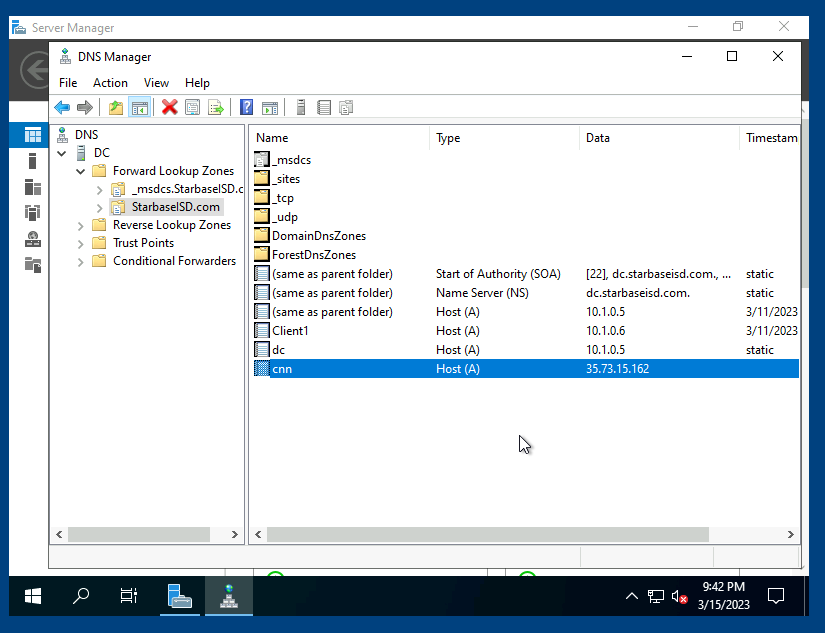 Server Manager
DNS Manager
File Action View Help
DNS
DC
Forward Lookup Zones
_msdcs.StarbaseISD.c
StarbaseISD.com
Reverse Lookup Zones
Trust Points
Conditional Forwarders
Name Type Data Timestam
_msdcs
_sites
_tcp
_udp
DomainDnsZones
ForestDnsZones
(same as parent folder) Start of Authority (SOA) [22], dc.starbaseisd.com., ... static
(same as parent folder) Name Server (NS) dc.starbaseisd.com. static
(same as parent folder) Host (A) 10.1.0.5 3/11/2023
Client1 Host (A) 10.1.0.6 3/11/2023
dc Host (A) 10.1.0.5 static
cnn Host (A) 35.73.15.162
9:42 PM
3/15/2023